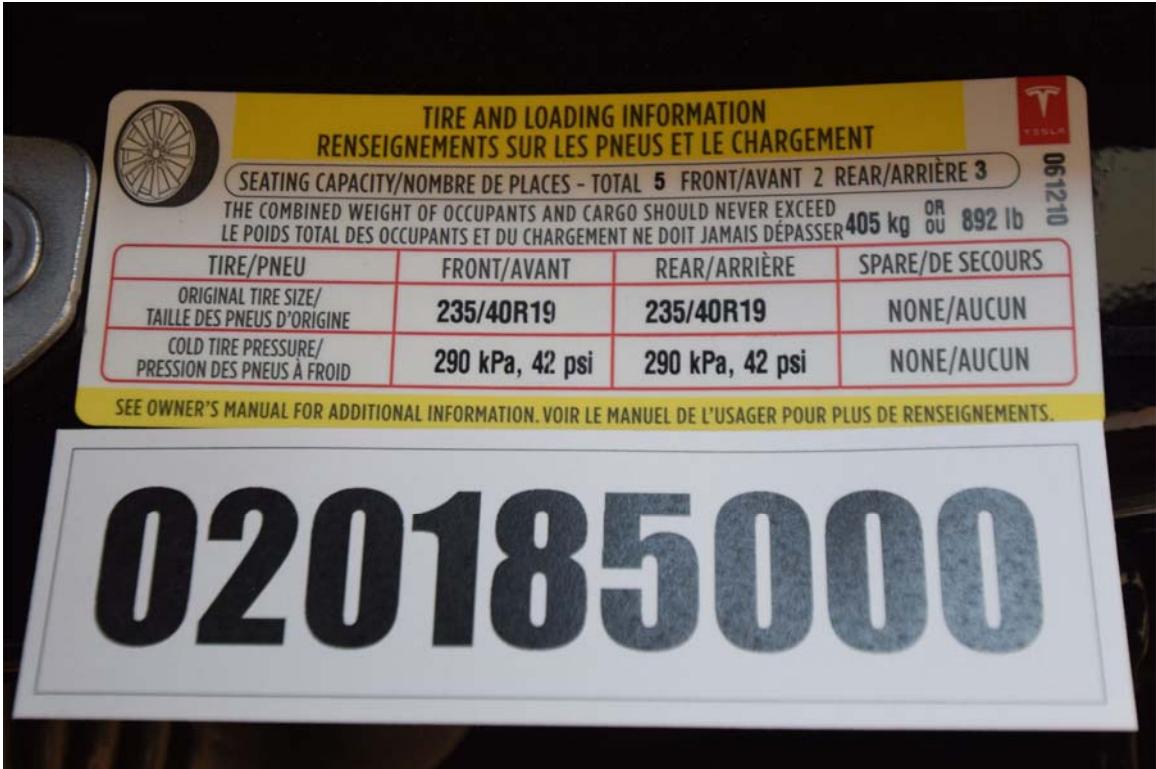 TIRE AND LOADING INFORMATION
RENSEIGNEMENTS SUR LES PNEUS ET LE CHARGEMENT
TESLA
SEATING CAPACITY/NOMBRE DE PLACES - TOTAL 5 FRONT/AVANT 2 REAR/ARRIÈRE 3
061210
THE COMBINED WEIGHT OF OCCUPANTS AND CARGO SHOULD NEVER EXCEED
LE POIDS TOTAL DES OCCUPANTS ET DU CHARGEMENT NE DOIT JAMAIS DÉPASSER
405 kg OR OU 892 lb
TIRE/PNEU FRONT/AVANT REAR/ARRIÈRE SPARE/DE SECOURS
ORIGINAL TIRE SIZE/
TAILLE DES PNEUS D'ORIGINE
235/40R19 235/40R19 NONE/AUCUN
COLD TIRE PRESSURE/
PRESSION DES PNEUS À FROID
290 kPa, 42 psi 290 kPa, 42 psi NONE/AUCUN
SEE OWNER'S MANUAL FOR ADDITIONAL INFORMATION. VOIR LE MANUEL DE L'USAGER POUR PLUS DE RENSEIGNEMENTS.
020185000